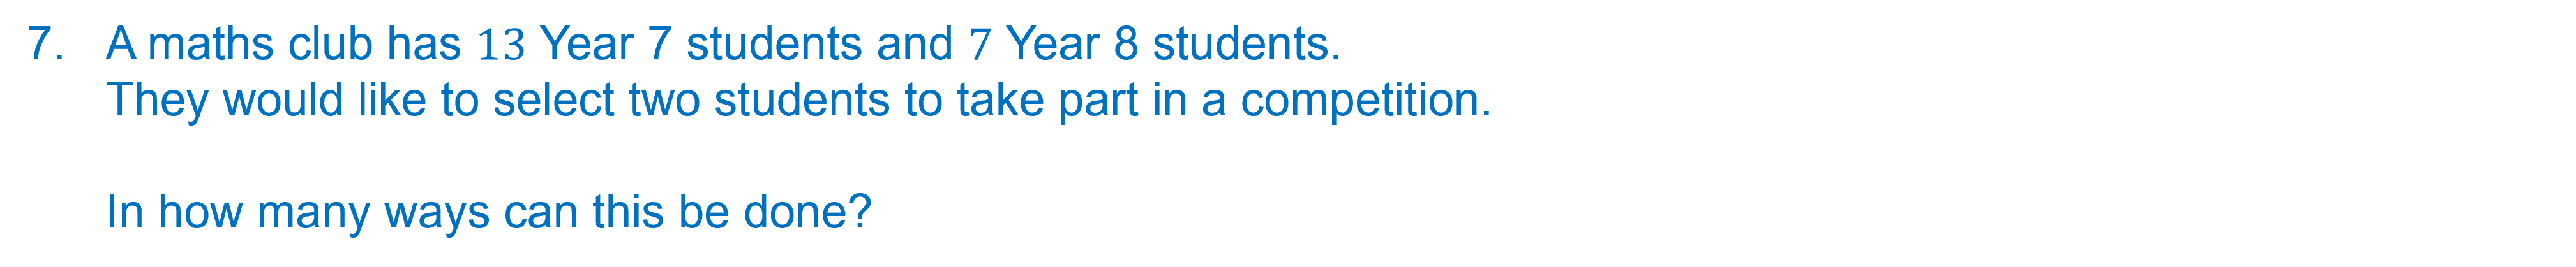 7. A maths club has 13 Year 7 students and 7 Year 8 students.
They would like to select two students to take part in a competition.
In how many ways can this be done?